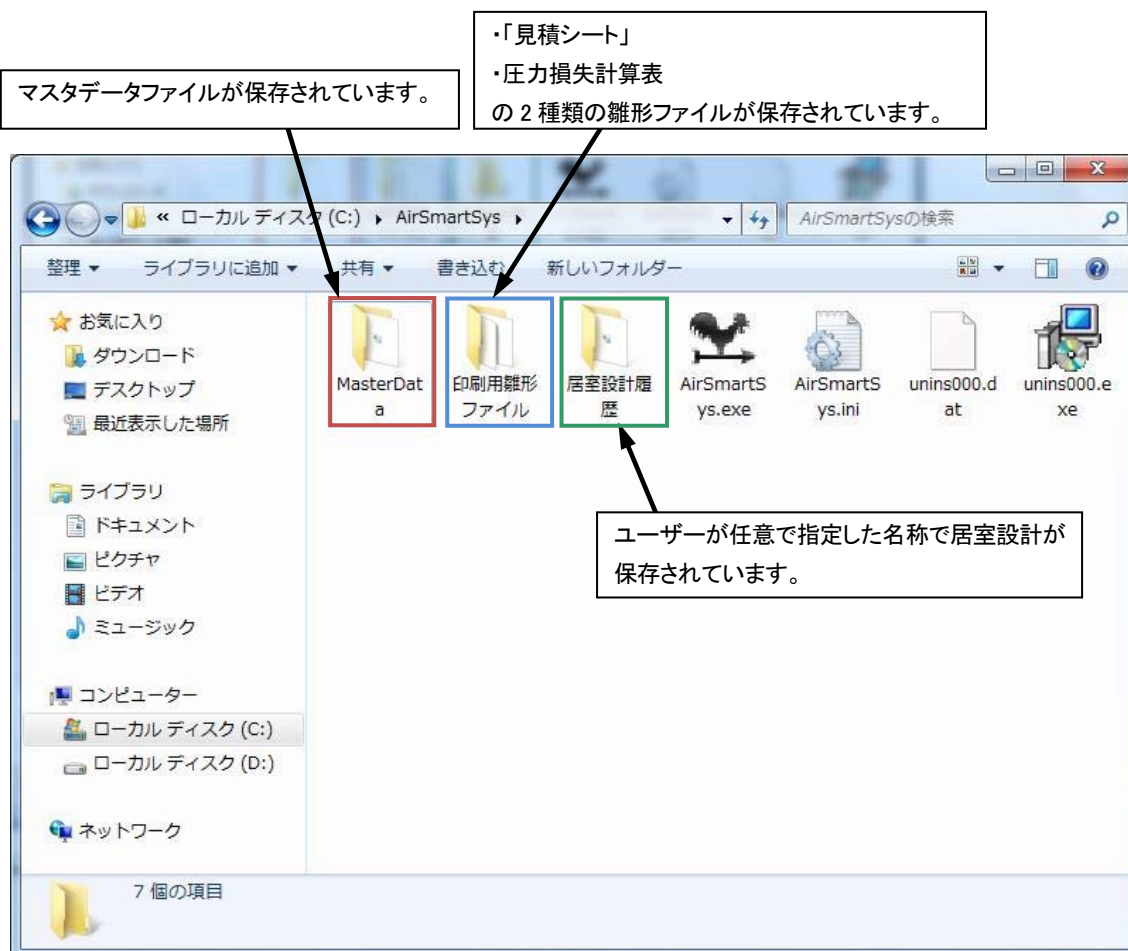 ・「見積シート」
・圧力損失計算表
の 2 種類の雛形ファイルが保存されています。
マスタデータファイルが保存されています。
« ローカル ディスク (C:) ▸ AirSmartSys ▸
AirSmartSysの検索
整理 ▼ ライブラリに追加 ▼ 共有 ▼ 書き込む 新しいフォルダー
お気に入り
ダウンロード
デスクトップ
最近表示した場所
ライブラリ
ドキュメント
ピクチャ
ビデオ
ミュージック
コンピューター
ローカル ディスク (C:)
ローカル ディスク (D:)
ネットワーク
MasterDat
a
印刷用雛形
ファイル
居室設計履
歴
AirSmartS
ys.exe
AirSmartS
ys.ini
unins000.d
at
unins000.e
xe
ユーザーが任意で指定した名称で居室設計が
保存されています。
7 個の項目